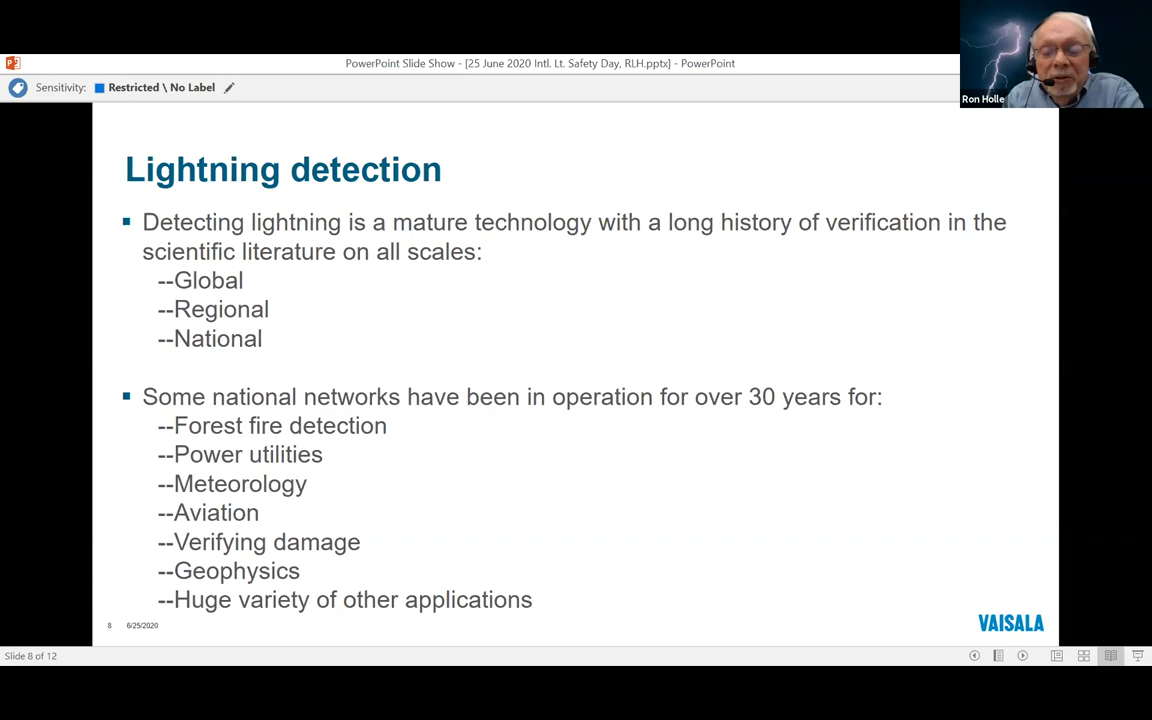 PowerPoint Slide Show - [25 June 2020 Intl. Lt. Safety Day, RLH.pptx] - PowerPoint
Sensitivity: Restricted \ No Label
Ron Holle
Lightning detection
▪ Detecting lightning is a mature technology with a long history of verification in the
scientific literature on all scales:
--Global
--Regional
--National
▪ Some national networks have been in operation for over 30 years for:
--Forest fire detection
--Power utilities
--Meteorology
--Aviation
--Verifying damage
--Geophysics
--Huge variety of other applications
8 6/25/2020
VAISALA
Slide 8 of 12